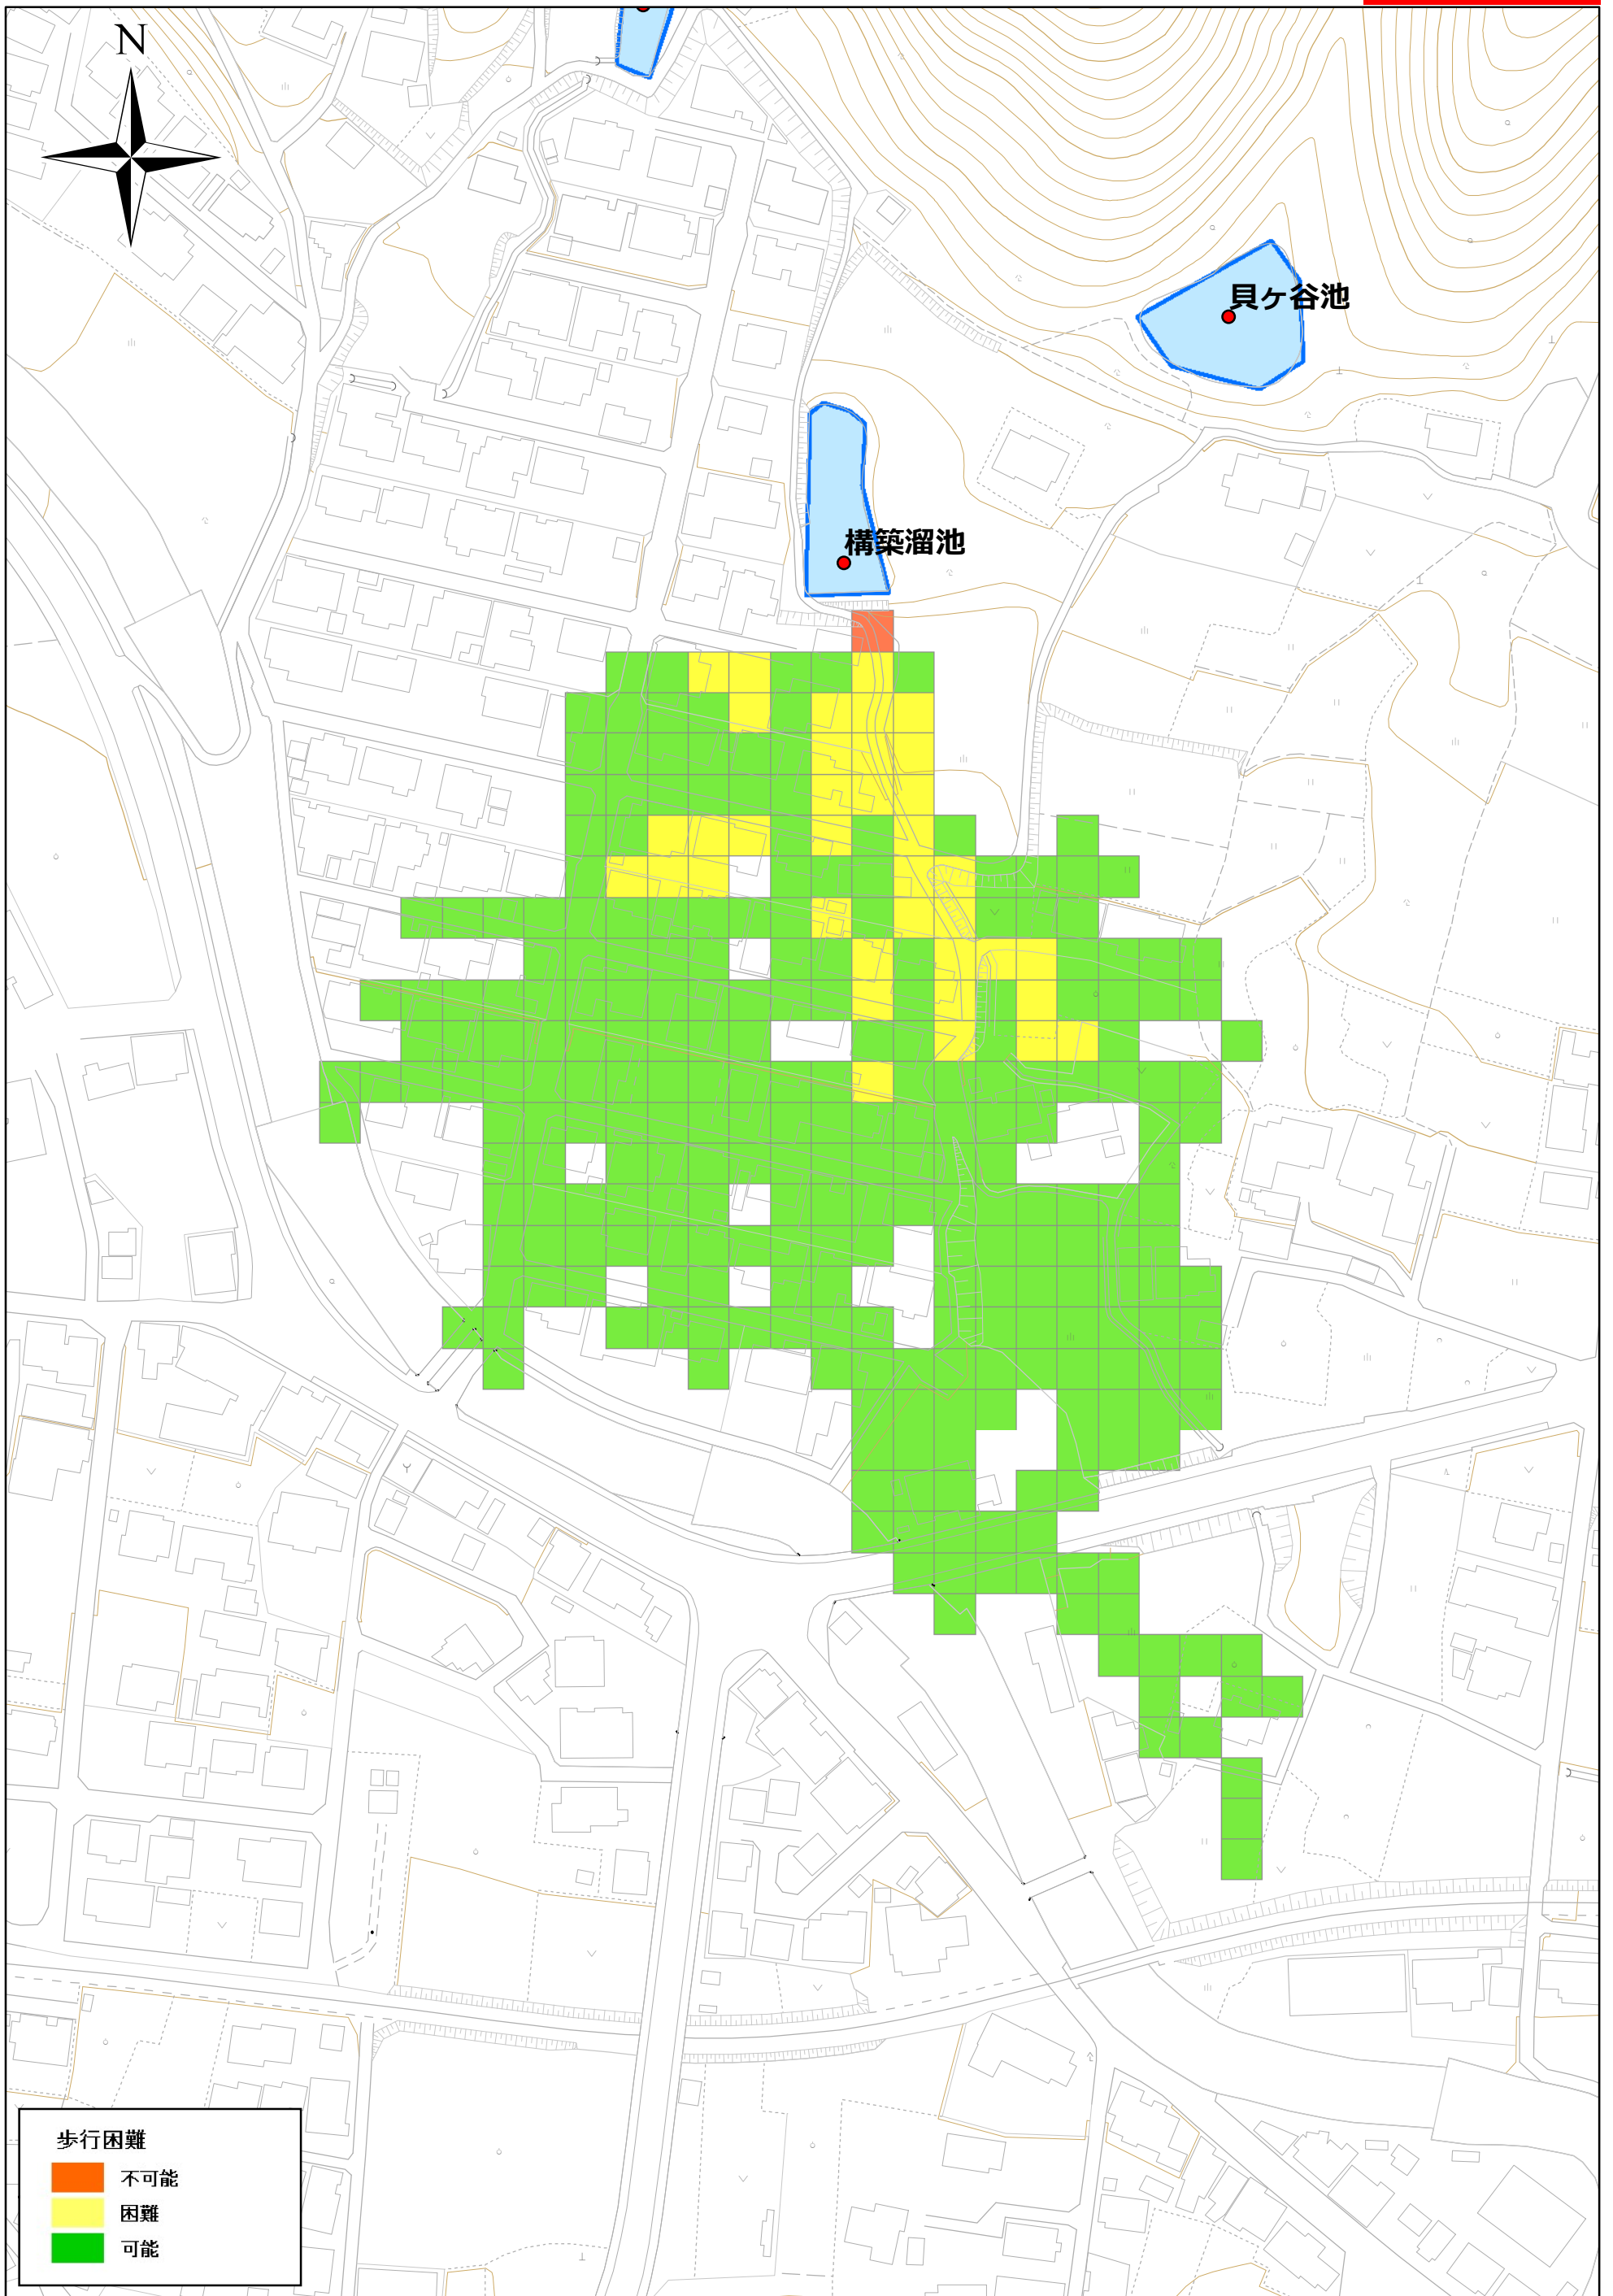 N
貝ヶ谷池
構築溜池
歩行困難
不可能
困難
可能